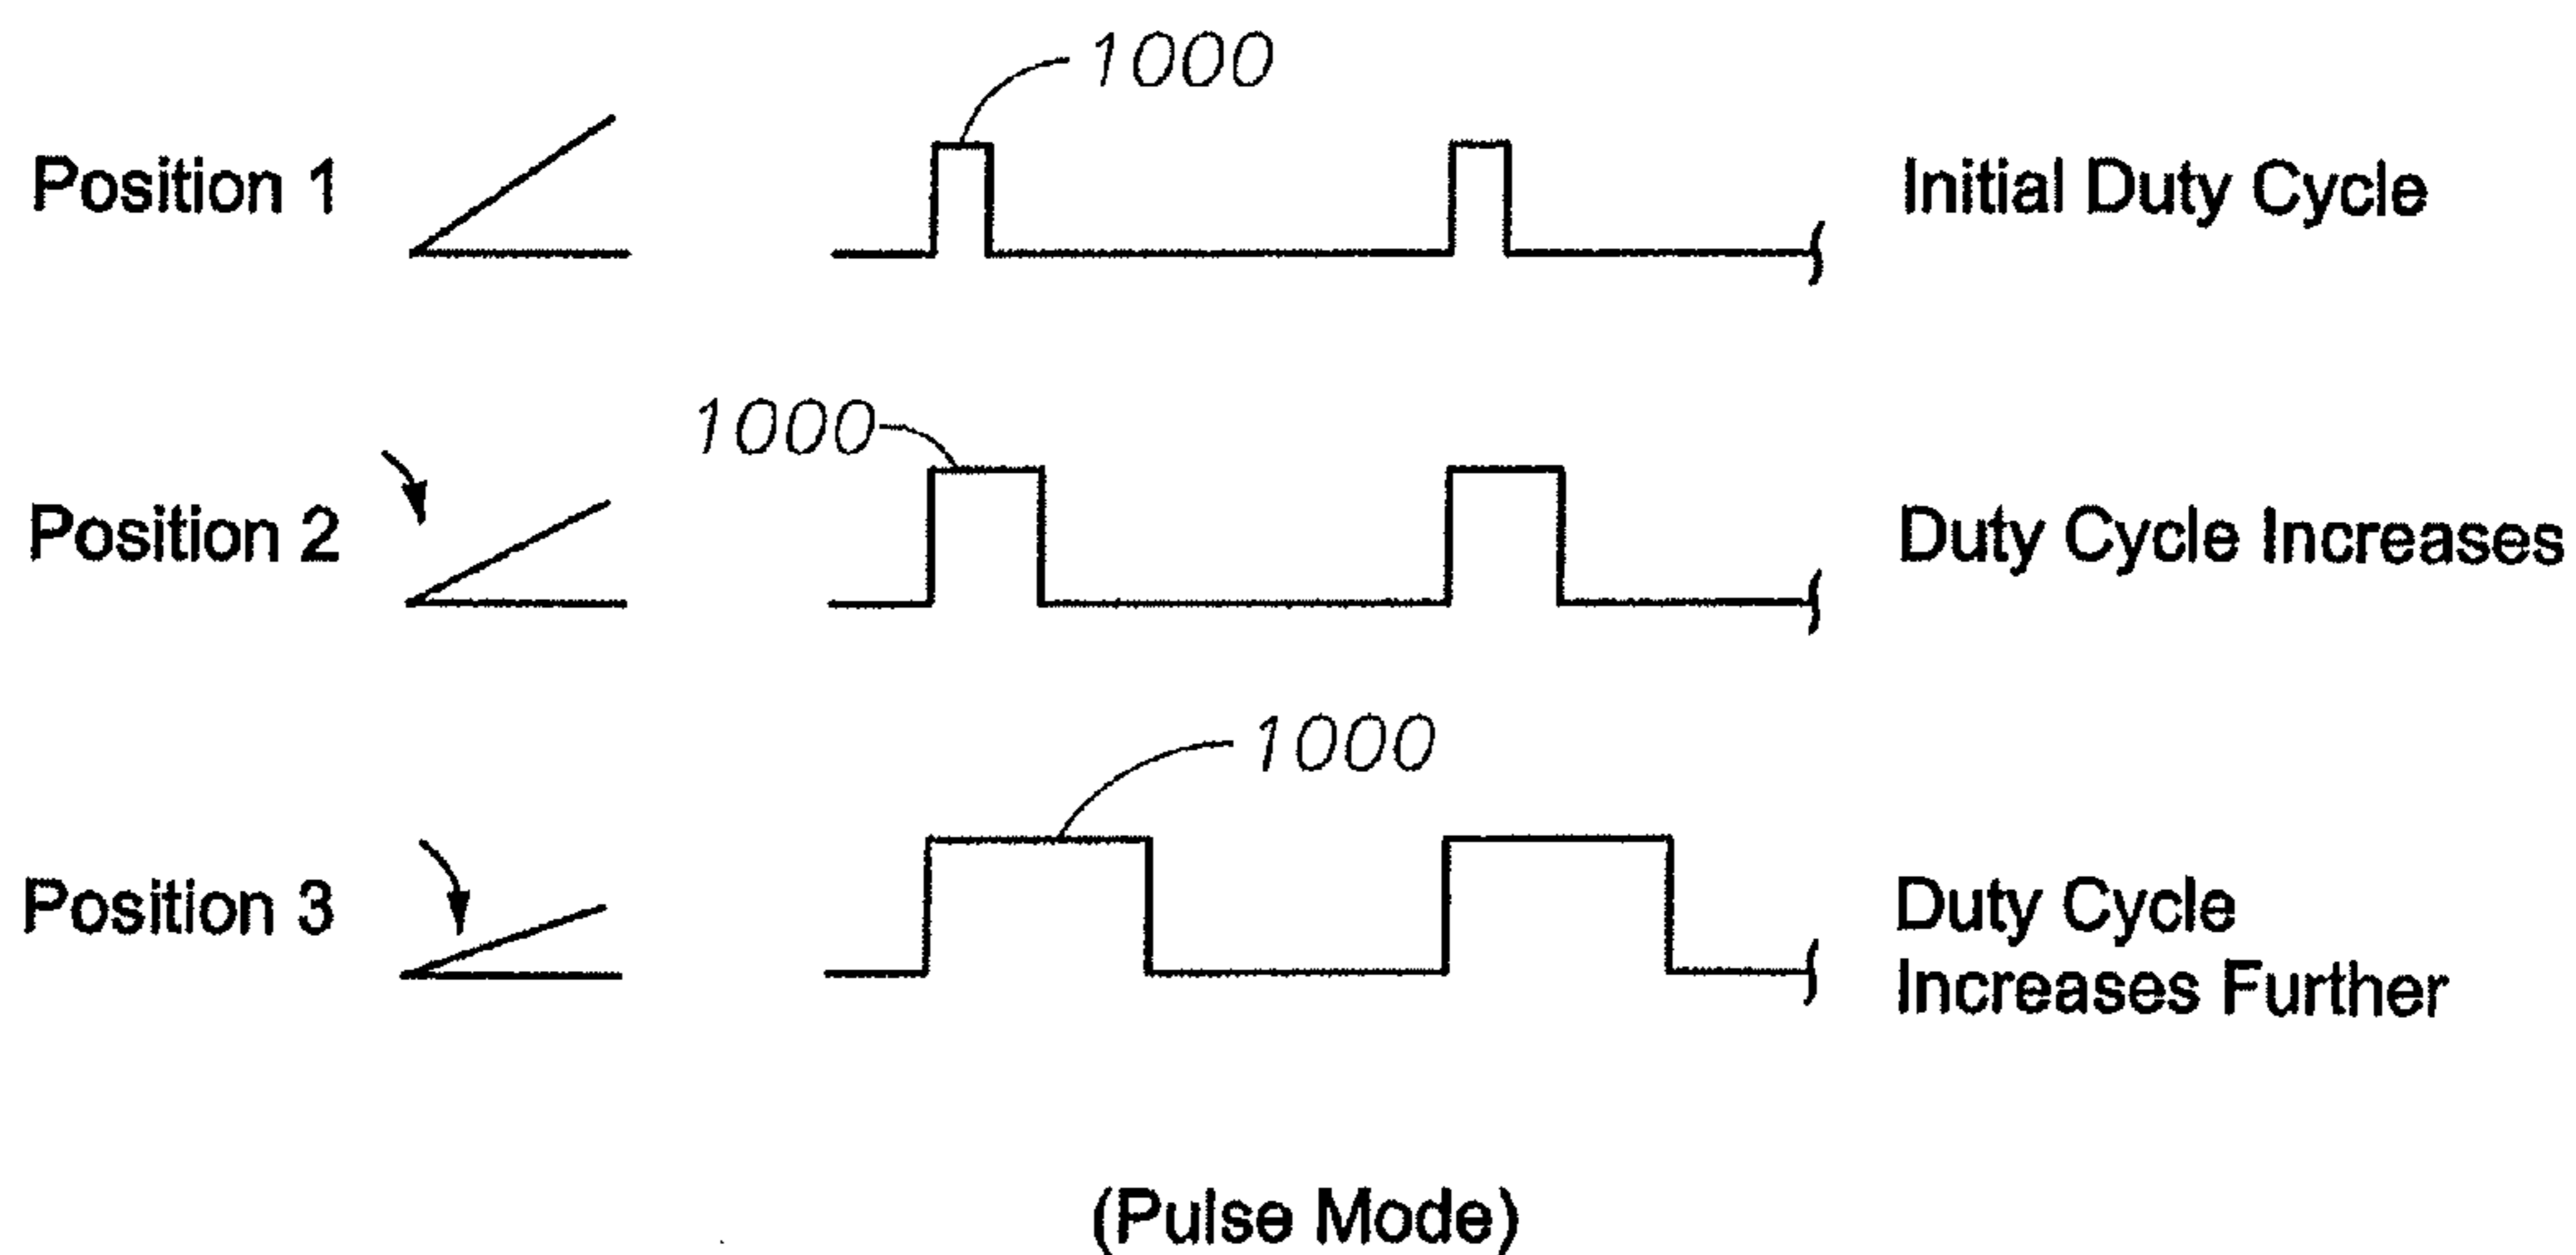 1000
Position 1
Initial Duty Cycle
1000
Position 2
Duty Cycle Increases
1000
Position 3
Duty Cycle
Increases Further
(Pulse Mode)